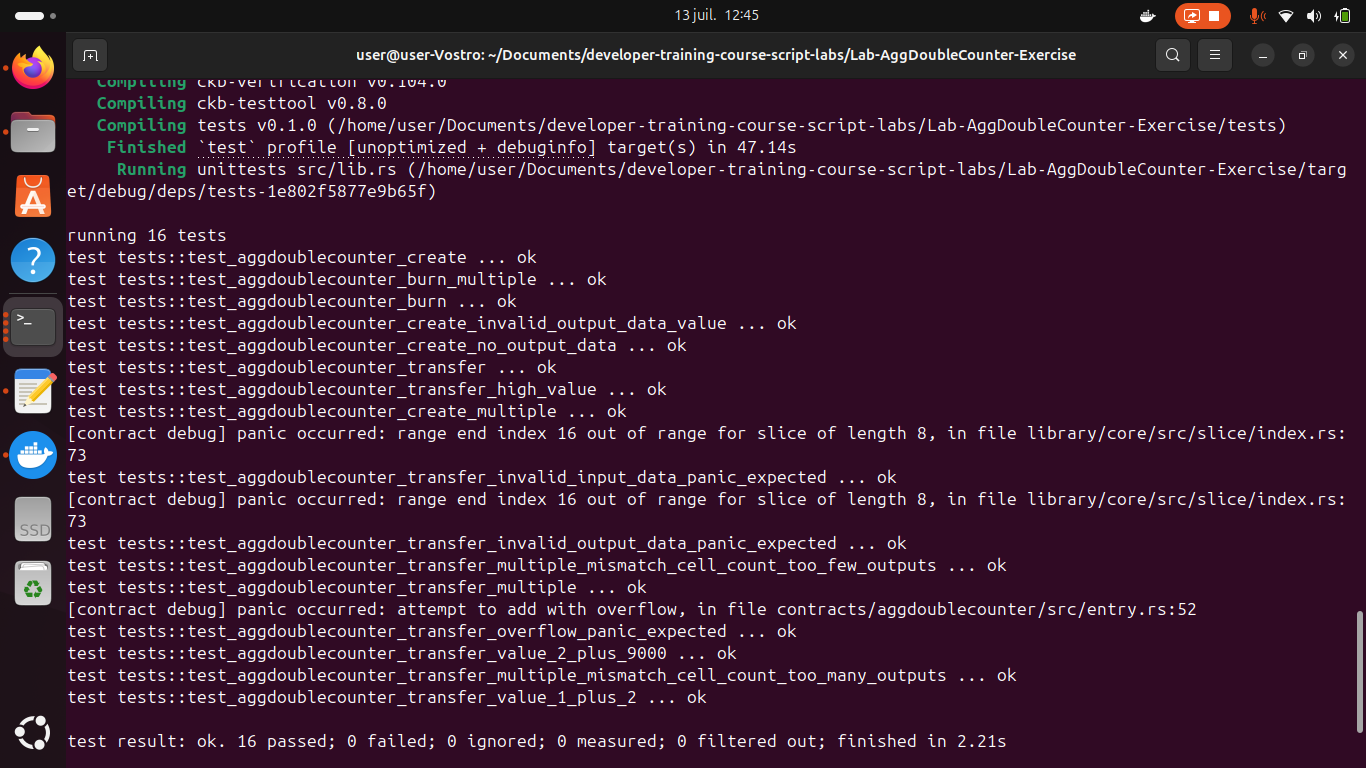 13 juil.  12:45
user@user-Vostro: ~/Documents/developer-training-course-script-labs/Lab-AggDoubleCounter-Exercise
Compiling ckb-verification v0.104.0
Compiling ckb-testtool v0.8.0
Compiling tests v0.1.0 (/home/user/Documents/developer-training-course-script-labs/Lab-AggDoubleCounter-Exercise/tests)
Finished `test` profile [unoptimized + debuginfo] target(s) in 47.14s
Running unittests src/lib.rs (/home/user/Documents/developer-training-course-script-labs/Lab-AggDoubleCounter-Exercise/targ
et/debug/deps/tests-1e802f5877e9b65f)
running 16 tests
test tests::test_aggdoublecounter_create ... ok
test tests::test_aggdoublecounter_burn_multiple ... ok
test tests::test_aggdoublecounter_burn ... ok
test tests::test_aggdoublecounter_create_invalid_output_data_value ... ok
test tests::test_aggdoublecounter_create_no_output_data ... ok
test tests::test_aggdoublecounter_transfer ... ok
test tests::test_aggdoublecounter_transfer_high_value ... ok
test tests::test_aggdoublecounter_create_multiple ... ok
[contract debug] panic occurred: range end index 16 out of range for slice of length 8, in file library/core/src/slice/index.rs:
73
test tests::test_aggdoublecounter_transfer_invalid_input_data_panic_expected ... ok
[contract debug] panic occurred: range end index 16 out of range for slice of length 8, in file library/core/src/slice/index.rs:
73
test tests::test_aggdoublecounter_transfer_invalid_output_data_panic_expected ... ok
test tests::test_aggdoublecounter_transfer_multiple_mismatch_cell_count_too_few_outputs ... ok
test tests::test_aggdoublecounter_transfer_multiple ... ok
[contract debug] panic occurred: attempt to add with overflow, in file contracts/aggdoublecounter/src/entry.rs:52
test tests::test_aggdoublecounter_transfer_overflow_panic_expected ... ok
test tests::test_aggdoublecounter_transfer_value_2_plus_9000 ... ok
test tests::test_aggdoublecounter_transfer_multiple_mismatch_cell_count_too_many_outputs ... ok
test tests::test_aggdoublecounter_transfer_value_1_plus_2 ... ok
test result: ok. 16 passed; 0 failed; 0 ignored; 0 measured; 0 filtered out; finished in 2.21s
>_
SSD